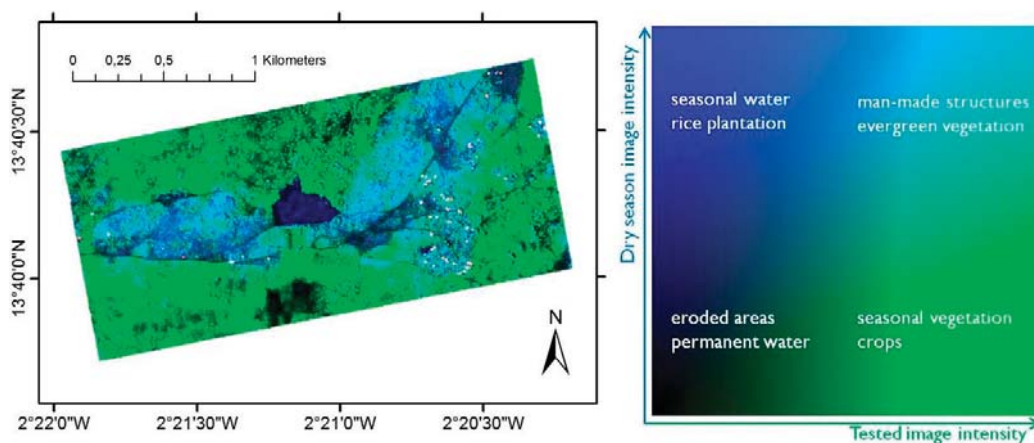 0 0,25 0,5 1 Kilometers
13°40'30"N
13°40'0"N
N
2°22'0"W 2°21'30"W 2°21'0"W 2°20'30"W
Dry season image intensity
seasonal water
rice plantation
man-made structures
evergreen vegetation
eroded areas
permanent water
seasonal vegetation
crops
Tested image intensity